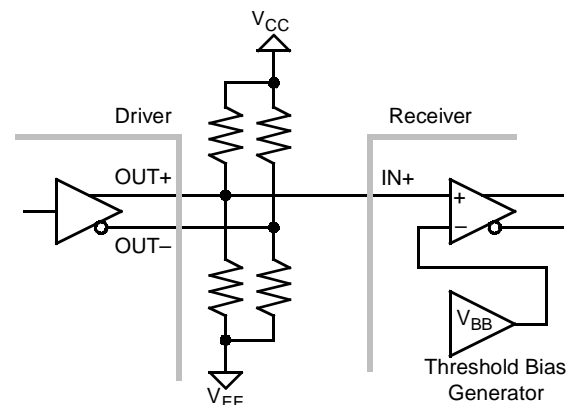 VCC
Driver
Receiver
OUT+
IN+
+
OUT–
–
VBB
Threshold Bias
Generator
VEE